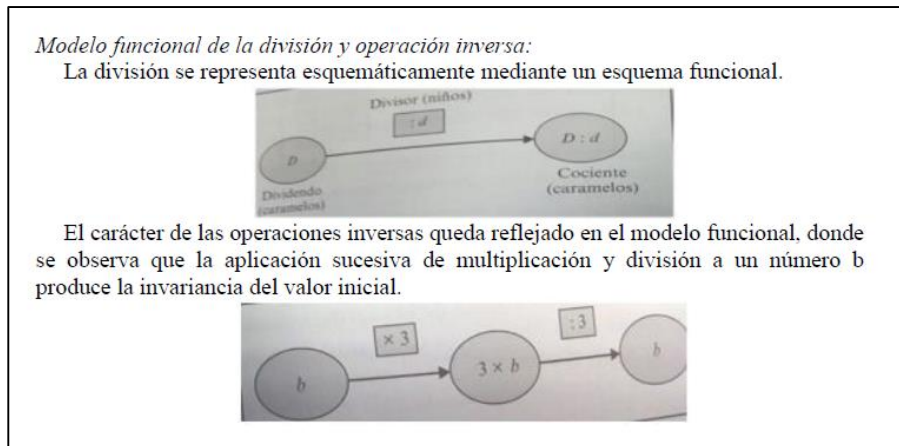 Modelo funcional de la división y operación inversa:
La división se representa esquemáticamente mediante un esquema funcional.
Divisor (niños)
: d
D
D : d
Dividendo
(caramelos)
Cociente
(caramelos)
El carácter de las operaciones inversas queda reflejado en el modelo funcional, donde
se observa que la aplicación sucesiva de multiplicación y división a un número b
produce la invariancia del valor inicial.
× 3
: 3
b
3 × b
b